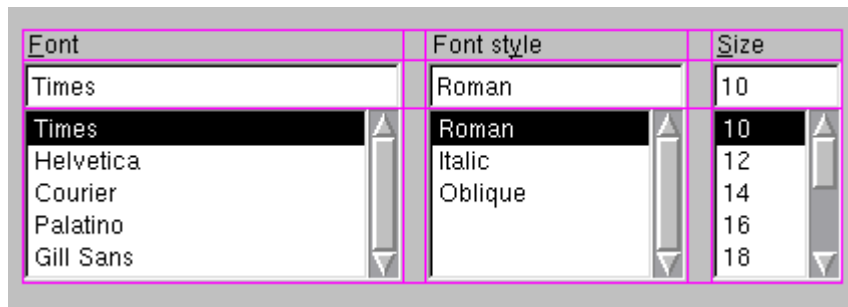 Font Font style Size
Times Roman 10
Times Roman 10
Helvetica Italic 12
Courier Oblique 14
Palatino 16
Gill Sans 18